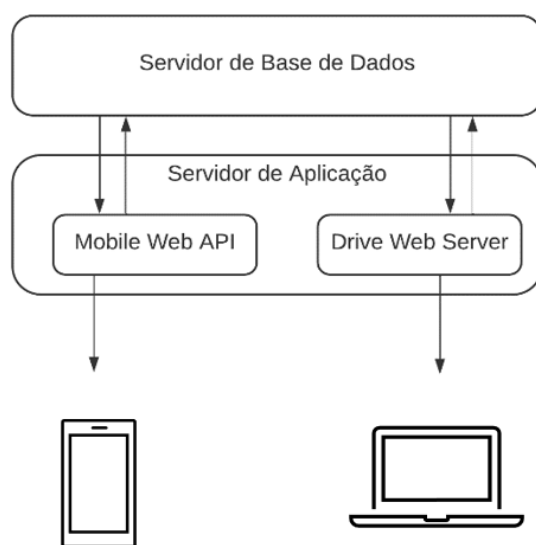 Servidor de Base de Dados
Servidor de Aplicação
Mobile Web API
Drive Web Server